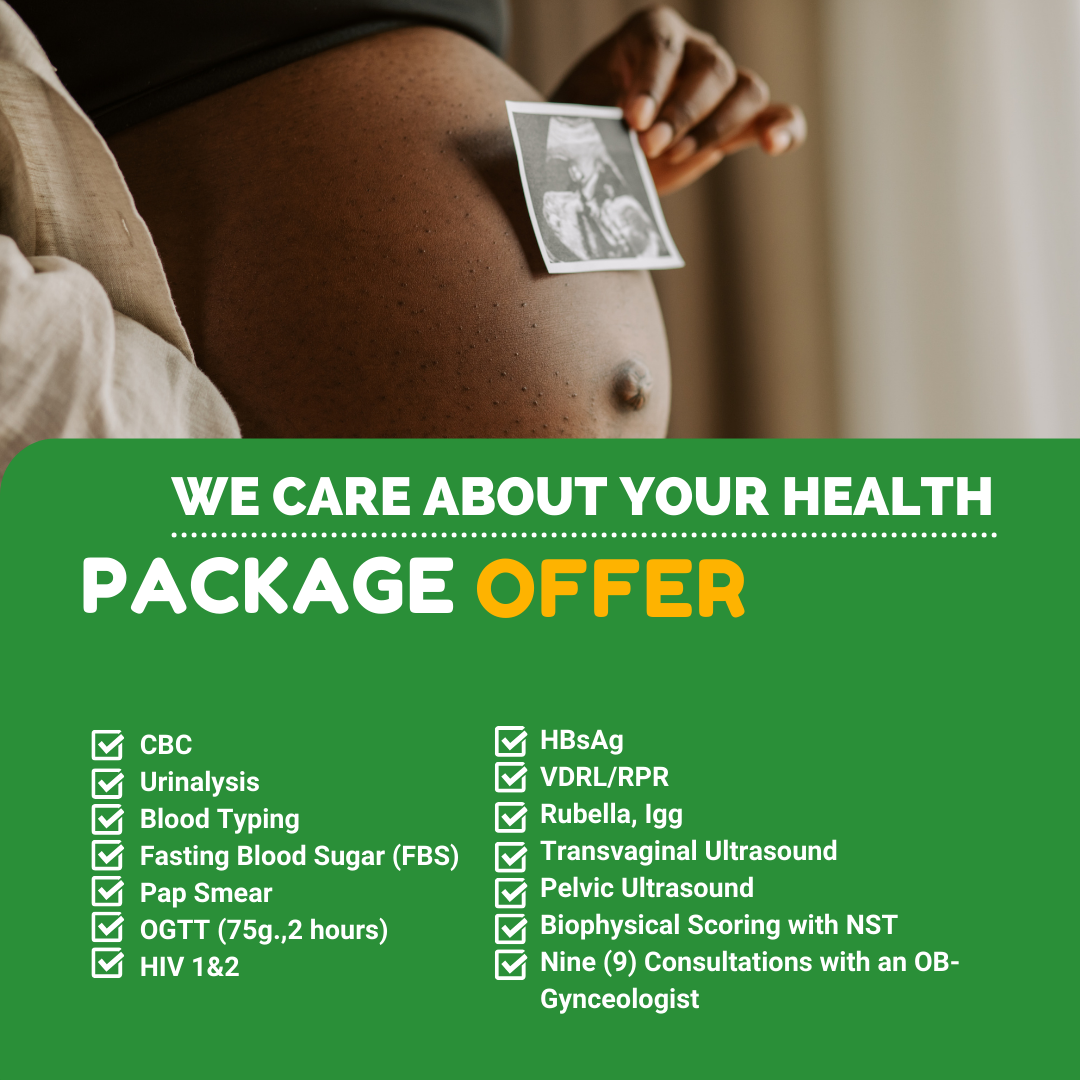 WE CARE ABOUT YOUR HEALTH
PACKAGE OFFER
CBC
Urinalysis
Blood Typing
Fasting Blood Sugar (FBS)
Pap Smear
OGTT (75g.,2 hours)
HIV 1&2
HBsAg
VDRL/RPR
Rubella, Igg
Transvaginal Ultrasound
Pelvic Ultrasound
Biophysical Scoring with NST
Nine (9) Consultations with an OB-
Gynceologist